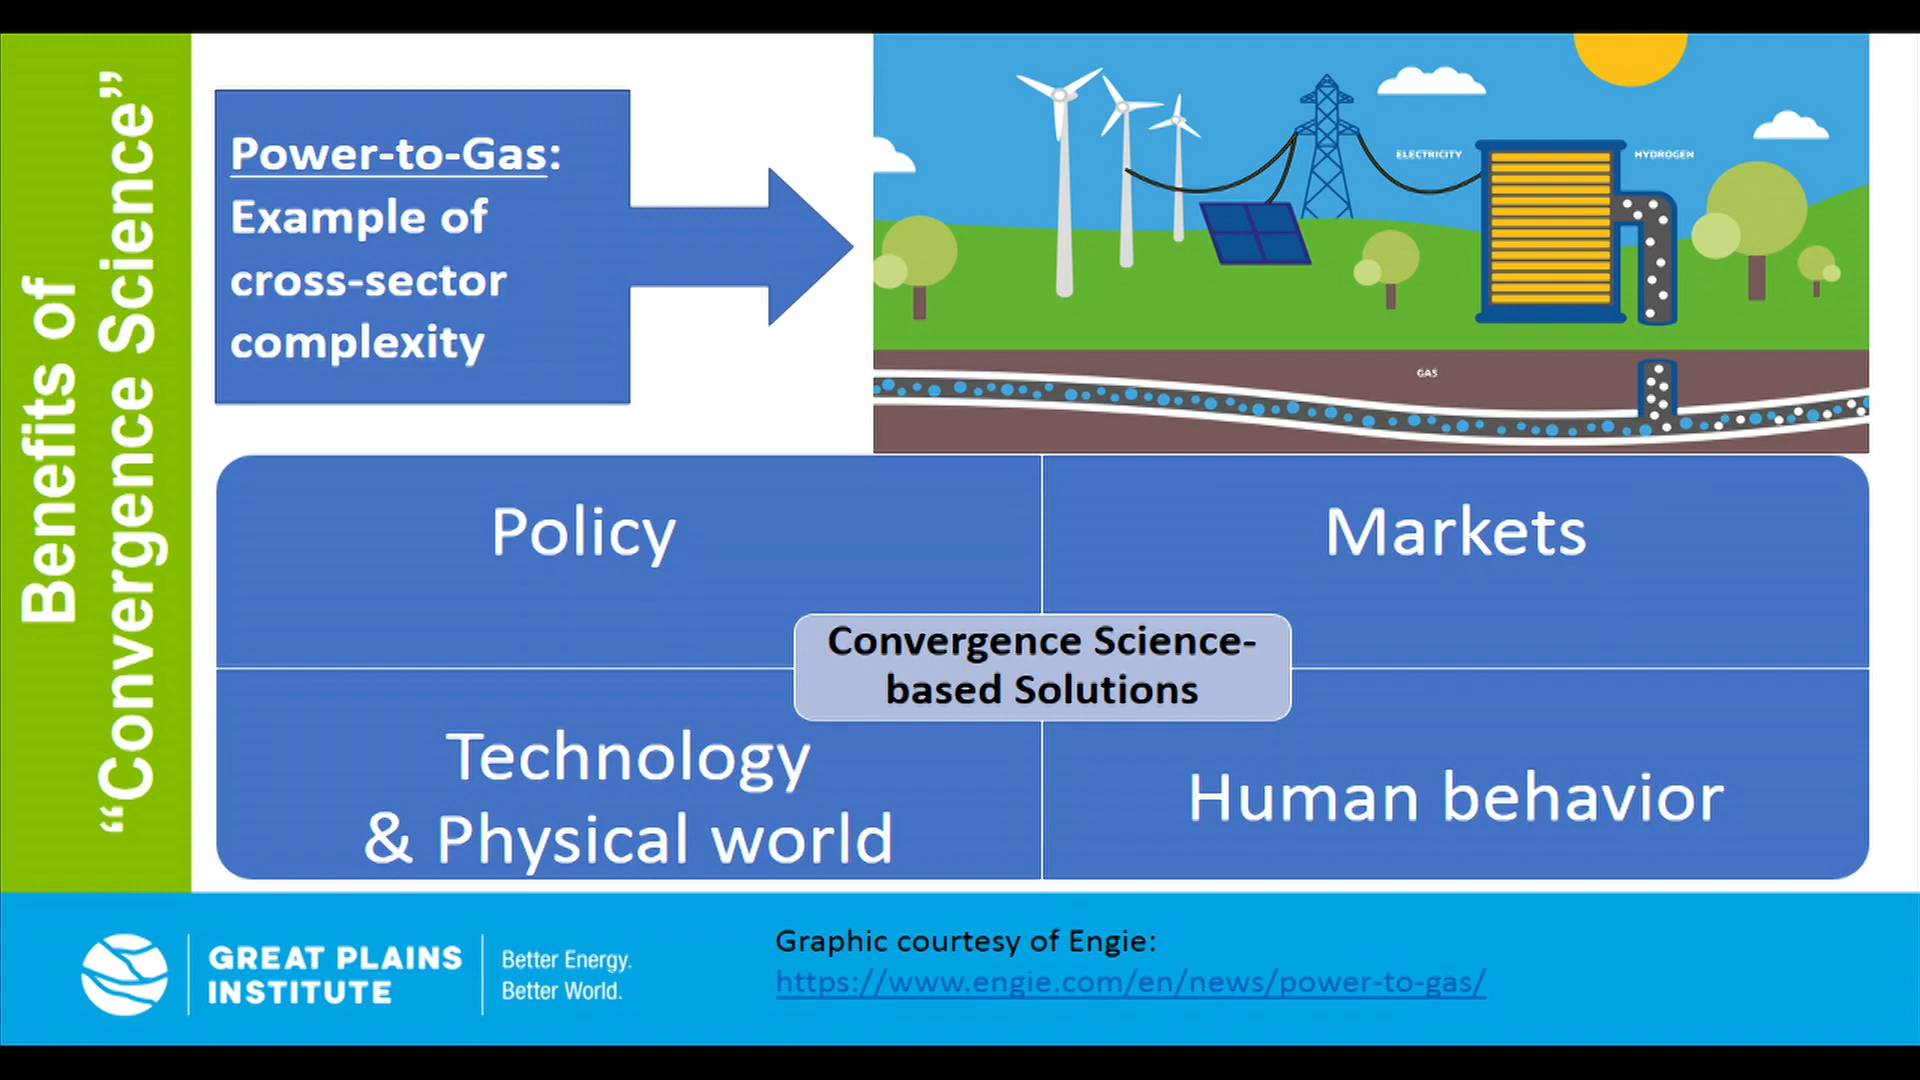 Benefits of
“Convergence Science”
Power-to-Gas:
Example of
cross-sector
complexity
ELECTRICITY
HYDROGEN
GAS
Policy
Markets
Convergence Science-
based Solutions
Technology
& Physical world
Human behavior
GREAT PLAINS
INSTITUTE
Better Energy.
Better World.
Graphic courtesy of Engie:
https://www.engie.com/en/news/power-to-gas/